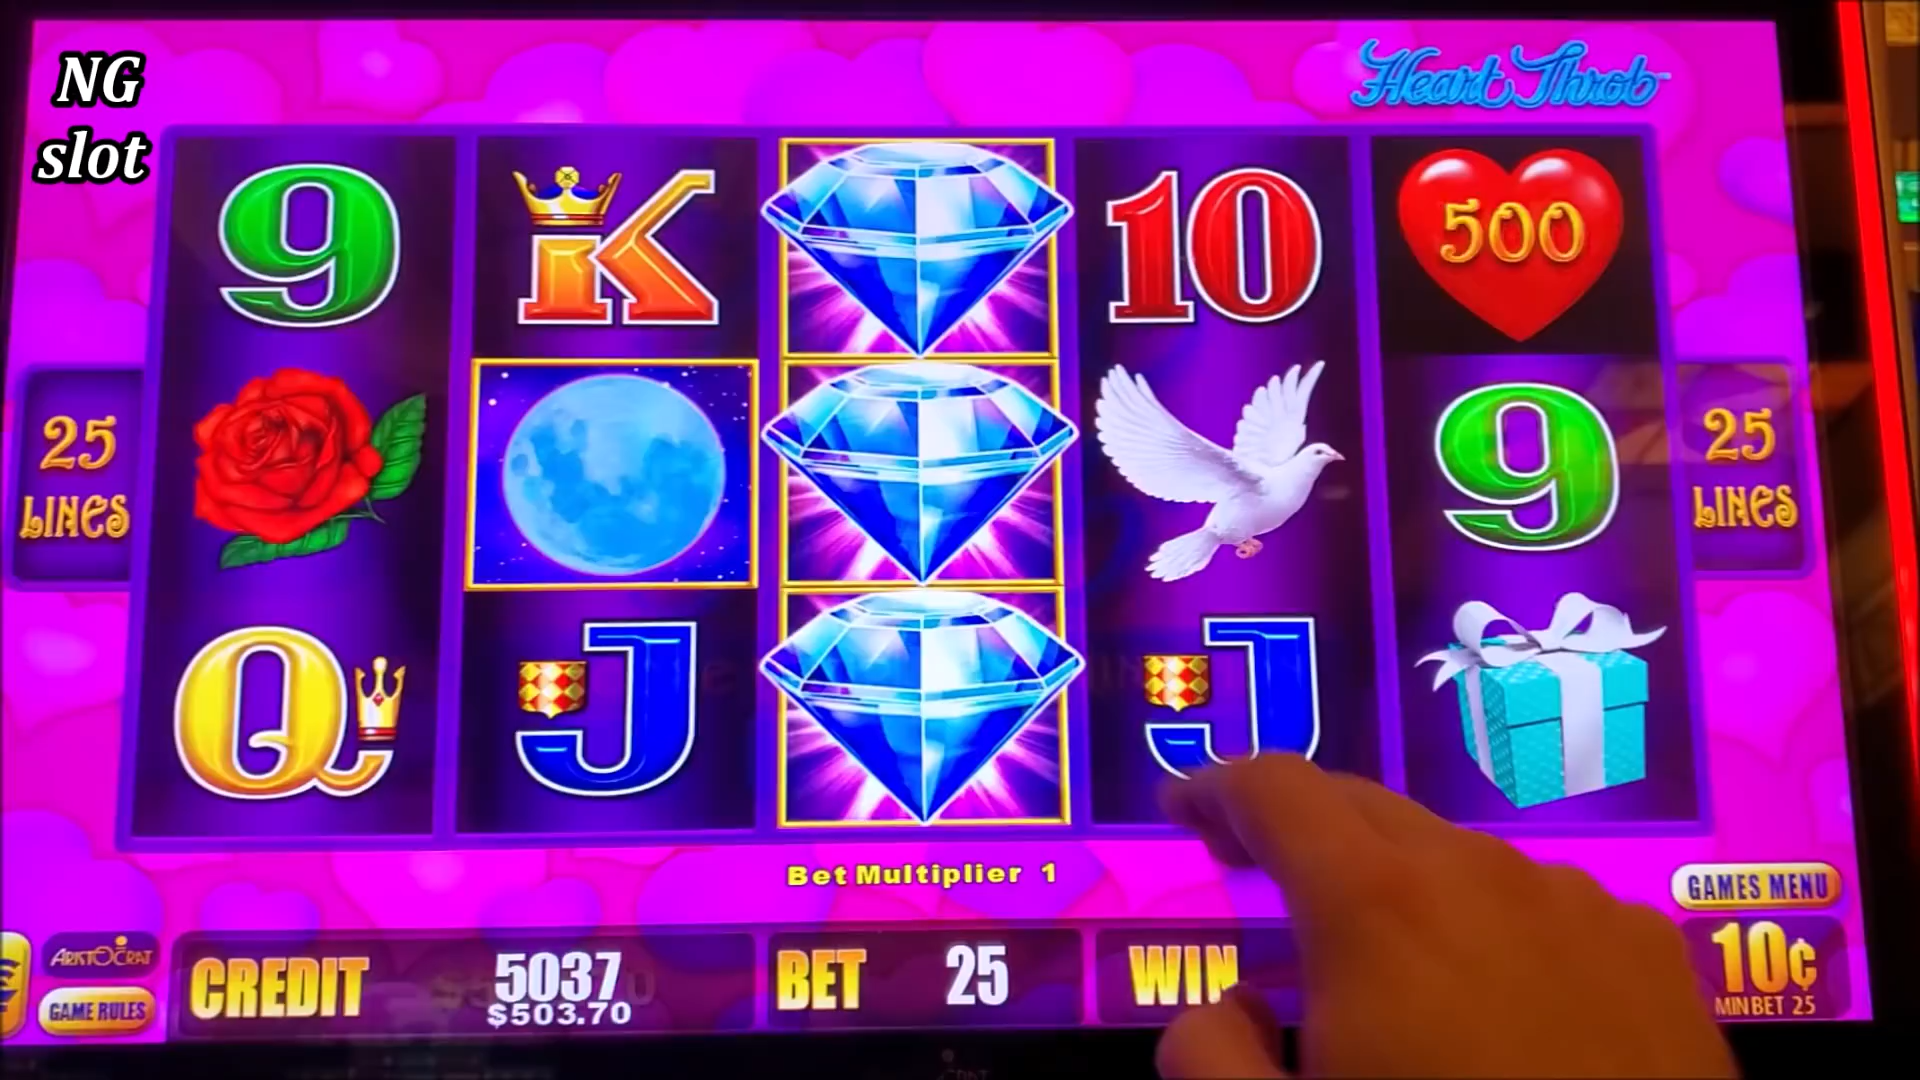 NG
slot
Heart Throb
9
K
10
500
25
LINES
9
25
LINES
Q
J
J
Bet Multiplier 1
GAMES MENU
ARISTOCRAT
GAME RULES
CREDIT
5037
$503.70
BET
25
WIN
10¢
MIN BET 25